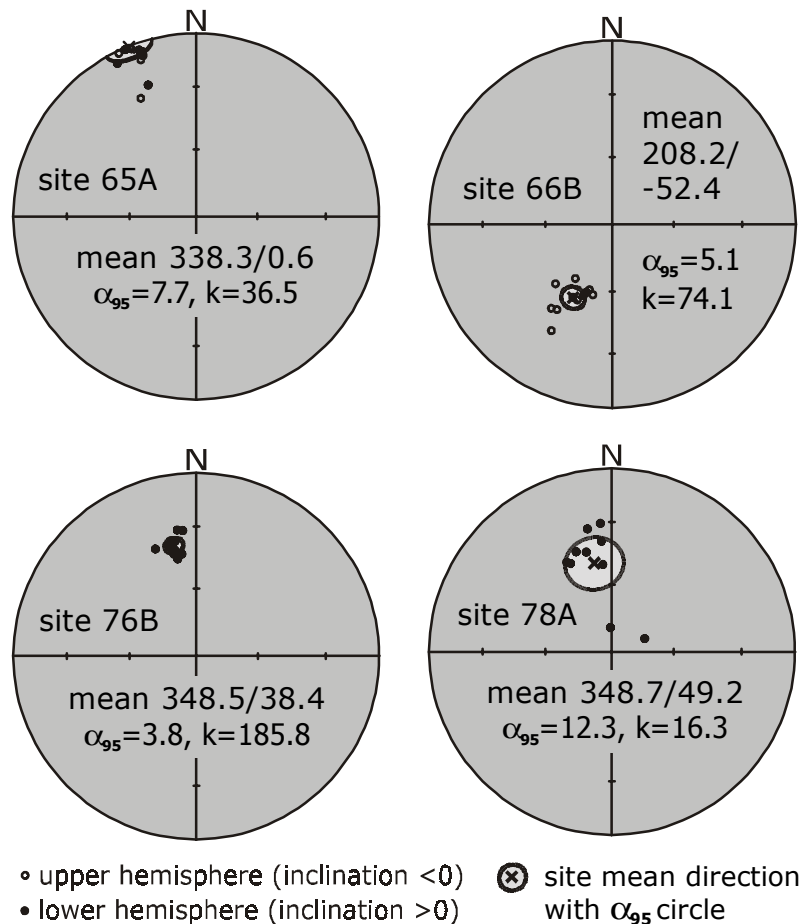 N
site 65A
mean 338.3/0.6
α95=7.7, k=36.5
N
mean
208.2/
-52.4
site 66B
α95=5.1
k=74.1
N
site 76B
mean 348.5/38.4
α95=3.8, k=185.8
N
site 78A
mean 348.7/49.2
α95=12.3, k=16.3
upper hemisphere (inclination <0)
lower hemisphere (inclination >0)
site mean direction
with α95 circle